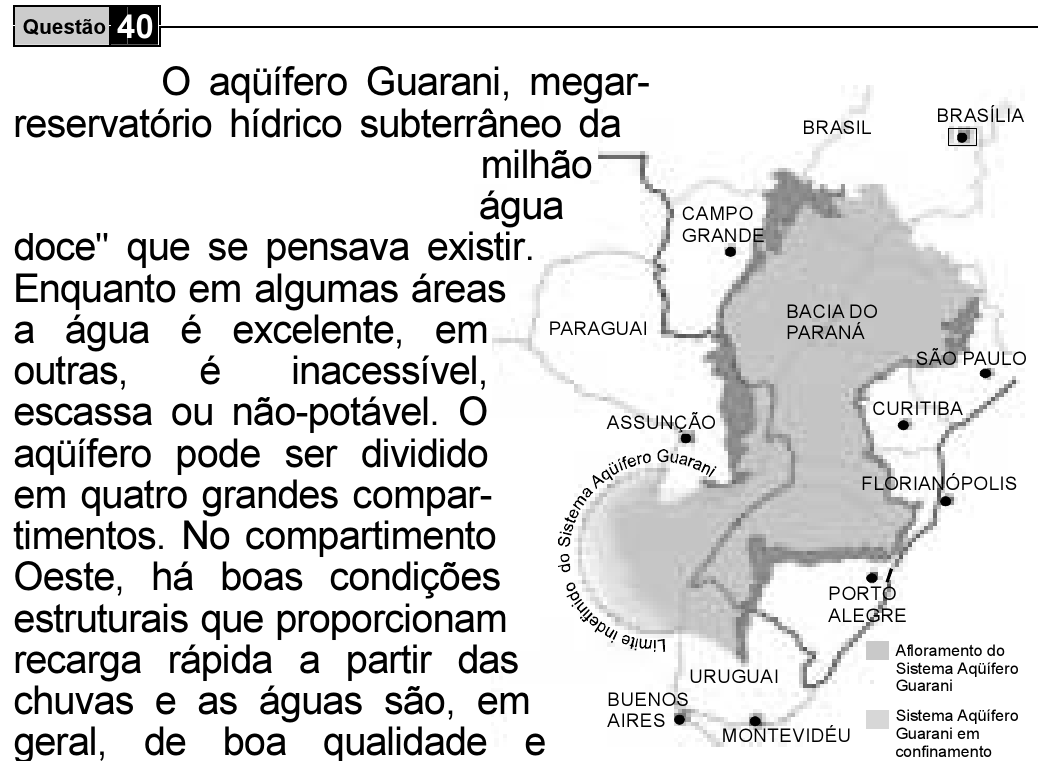 Questão 40
O aqüífero Guarani, megar-
reservatório hídrico subterrâneo da
milhão
água
doce" que se pensava existir.
Enquanto em algumas áreas
a água é excelente, em
outras, é inacessível,
escassa ou não-potável. O
aqüífero pode ser dividido
em quatro grandes compar-
timentos. No compartimento
Oeste, há boas condições
estruturais que proporcionam
recarga rápida a partir das
chuvas e as águas são, em
geral, de boa qualidade e
BRASÍLIA
BRASIL
CAMPO
GRANDE
BACIA DO
PARANÁ
PARAGUAI
SÃO PAULO
CURITIBA
ASSUNÇÃO
FLORIANÓPOLIS
Limite indefinido do Sistema Aqüífero Guarani
PORTO
ALEGRE
URUGUAI
BUENOS
AIRES
MONTEVIDÉU
Afloramento do
Sistema Aqüífero
Guarani
Sistema Aqüífero
Guarani em
confinamento